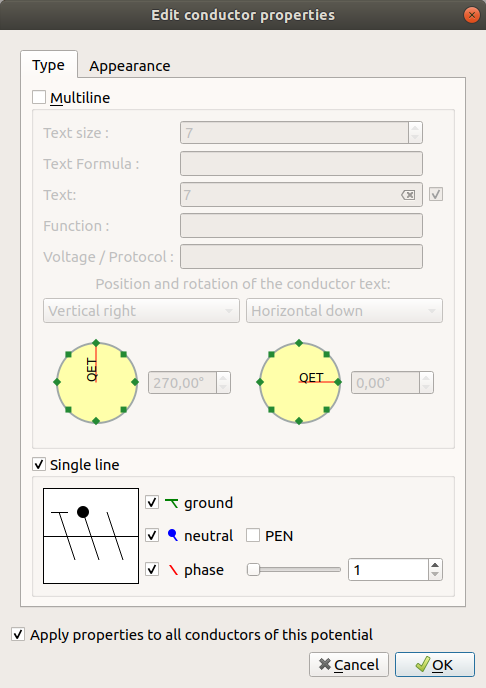 Edit conductor properties
Type Appearance
Multiline
Text size : 7
Text Formula :
Text: 7
Function :
Voltage / Protocol :
Position and rotation of the conductor text:
Vertical right Horizontal down
QET 270,00° QET 0,00°
Single line
ground
neutral PEN
phase 1
Apply properties to all conductors of this potential
Cancel OK